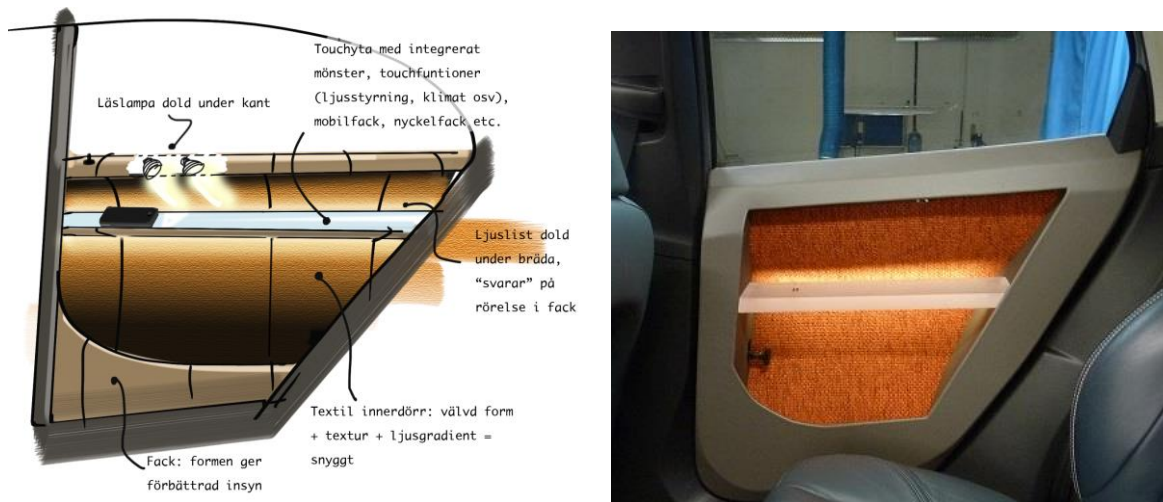 Touchyta med integrerat
mönster, touchfuntioner
(ljusstyrning, klimat osv),
mobilfack, nyckelfack etc.
Läslampa dold under kant
Ljuslist dold
under bräda,
“svarar” på
rörelse i fack
Textil innerdörr: välvd form
+ textur + ljusgradient =
snyggt
Fack: formen ger
förbättrad insyn